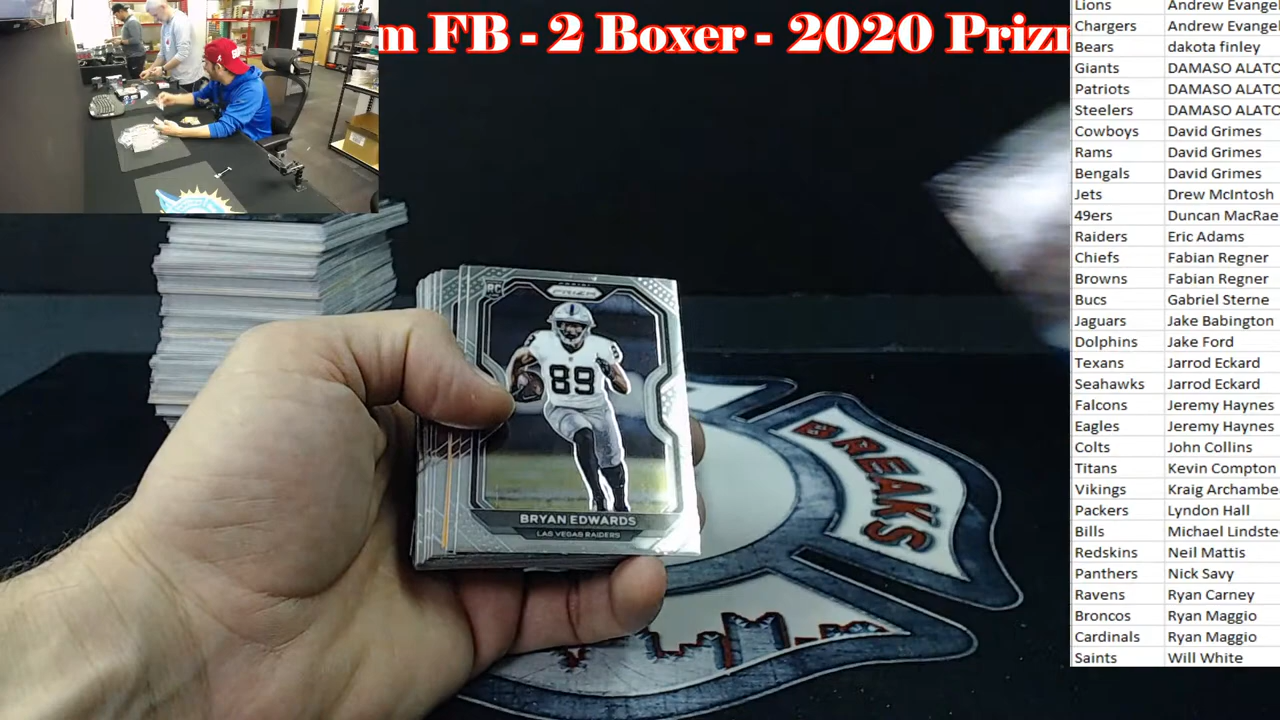 m FB - 2 Boxer - 2020 Prizm
Lions Andrew Evangel
Chargers Andrew Evangel
Bears dakota finley
Giants DAMASO ALATO
Patriots DAMASO ALATO
Steelers DAMASO ALATO
Cowboys David Grimes
Rams David Grimes
Bengals David Grimes
Jets Drew McIntosh
49ers Duncan MacRae
Raiders Eric Adams
Chiefs Fabian Regner
Browns Fabian Regner
Bucs Gabriel Sterne
Jaguars Jake Babington
Dolphins Jake Ford
Texans Jarrod Eckard
Seahawks Jarrod Eckard
Falcons Jeremy Haynes
Eagles Jeremy Haynes
Colts John Collins
Titans Kevin Compton
Vikings Kraig Archambe
Packers Lyndon Hall
Bills Michael Lindste
Redskins Neil Mattis
Panthers Nick Savy
Ravens Ryan Carney
Broncos Ryan Maggio
Cardinals Ryan Maggio
Saints Will White
RC
PANINI
PRIZM
89
BRYAN EDWARDS
LAS VEGAS RAIDERS
BREAKS